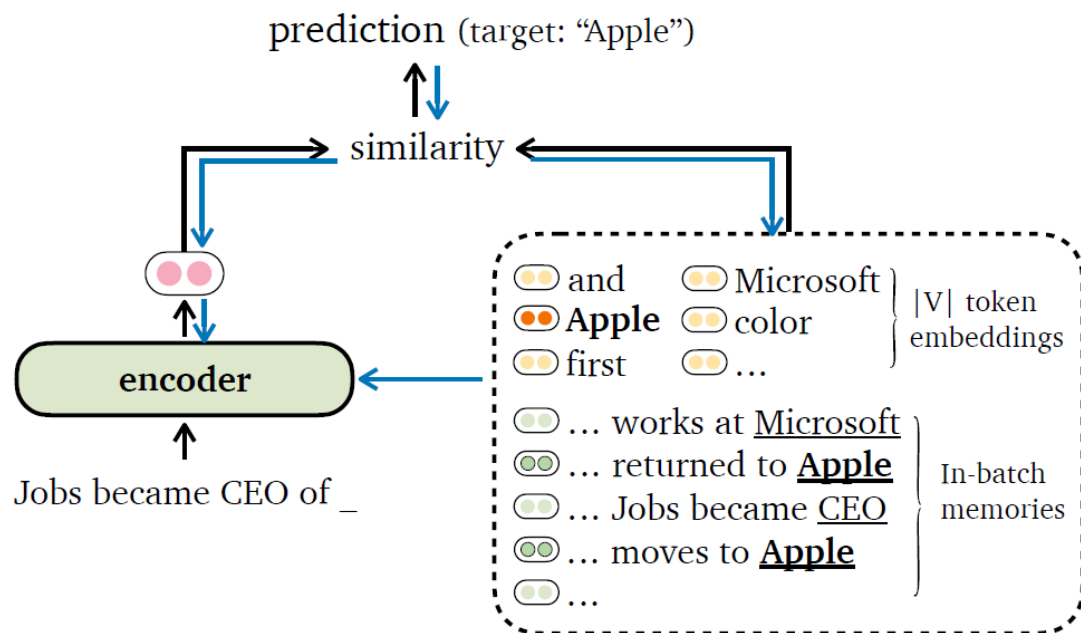 prediction (target: “Apple”)
similarity
and
Microsoft
Apple
color
first
...
|V| token
embeddings
encoder
... works at Microsoft
... returned to Apple
... Jobs became CEO
... moves to Apple
...
In-batch
memories
Jobs became CEO of _